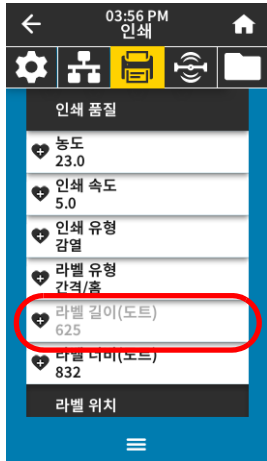 03:56 PM
인쇄
인쇄 품질
농도
23.0
인쇄 속도
5.0
인쇄 유형
감열
라벨 유형
간격/홈
라벨 길이(도트)
625
라벨 너비(도트)
832
라벨 위치